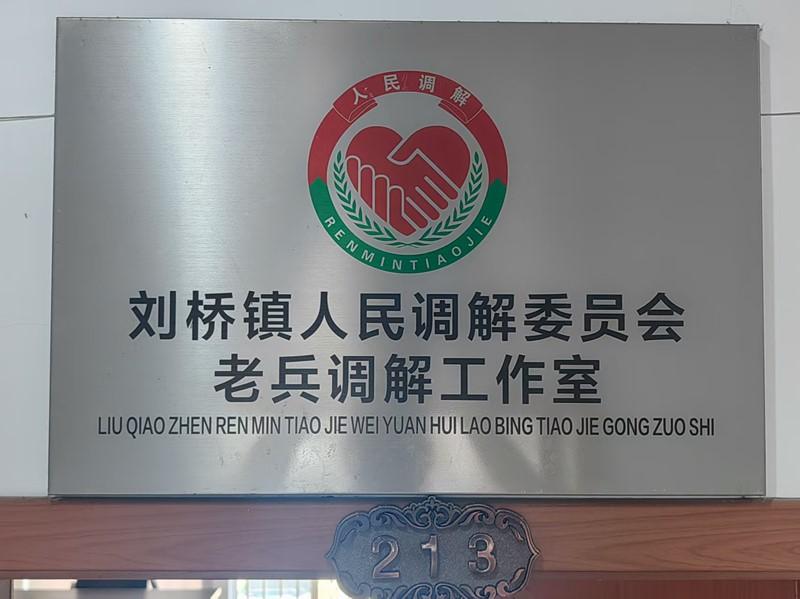 人民调解
RENMINTIAOJIE
刘桥镇人民调解委员会
老兵调解工作室
LIU QIAO ZHEN REN MIN TIAO JIE WEI YUAN HUI LAO BING TIAO JIE GONG ZUO SHI
213